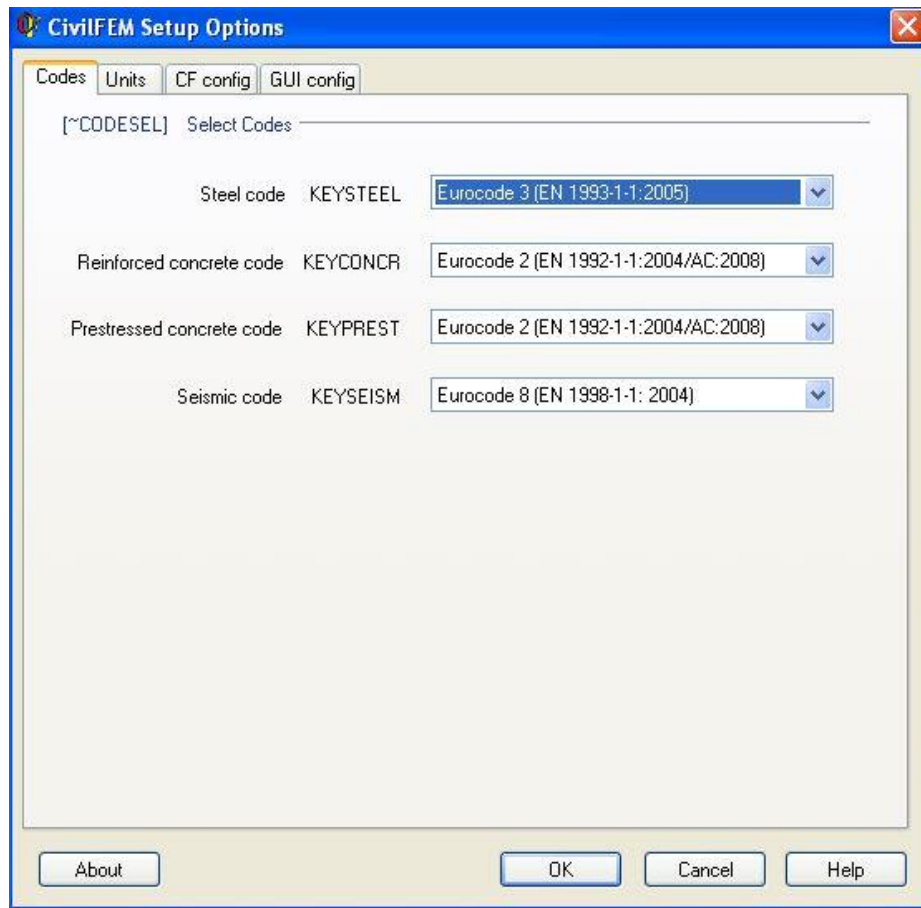 CivilFEM Setup Options
Codes Units CF config GUI config
[~CODESEL] Select Codes
Steel code KEYSTEEL Eurocode 3 (EN 1993-1-1:2005)
Reinforced concrete code KEYCONCR Eurocode 2 (EN 1992-1-1:2004/AC:2008)
Prestressed concrete code KEYPREST Eurocode 2 (EN 1992-1-1:2004/AC:2008)
Seismic code KEYSEISM Eurocode 8 (EN 1998-1-1: 2004)
About OK Cancel Help